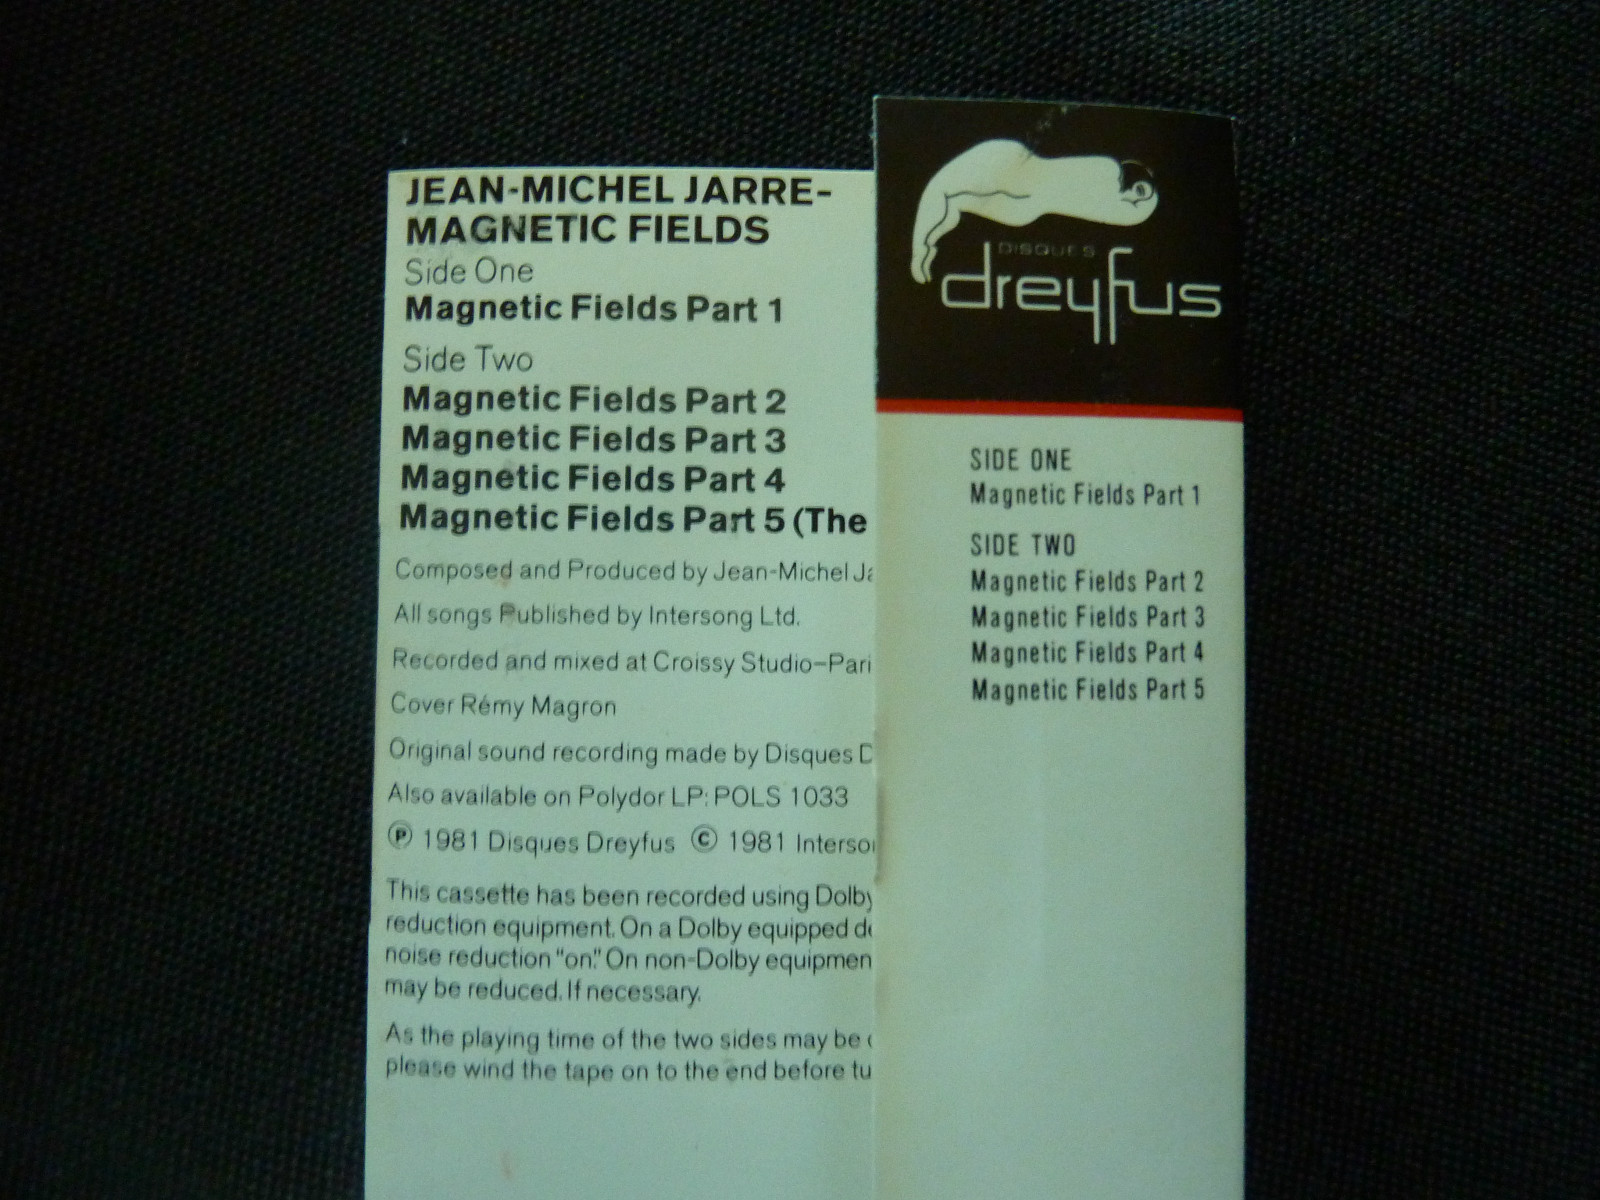 JEAN-MICHEL JARRE-
MAGNETIC FIELDS
Side One
Magnetic Fields Part 1
Side Two
Magnetic Fields Part 2
Magnetic Fields Part 3
Magnetic Fields Part 4
Magnetic Fields Part 5 (The
Composed and Produced by Jean-Michel
All songs Published by Intersong Ltd.
Recorded and mixed at Croissy Studio–Pari
Cover Rémy Magron
Original sound recording made by Disques
Also available on Polydor LP: POLS 1033
Ⓟ 1981 Disques Dreyfus © 1981
This cassette has been recorded using Dolby
reduction equipment. On a Dolby equipped
noise reduction "on." On non-Dolby equipmen
may be reduced. If necessary.
As the playing time of the two sides may be
please wind the tape on to the end before tu
DISQUES
dreyfus
SIDE ONE
Magnetic Fields Part 1
SIDE TWO
Magnetic Fields Part 2
Magnetic Fields Part 3
Magnetic Fields Part 4
Magnetic Fields Part 5